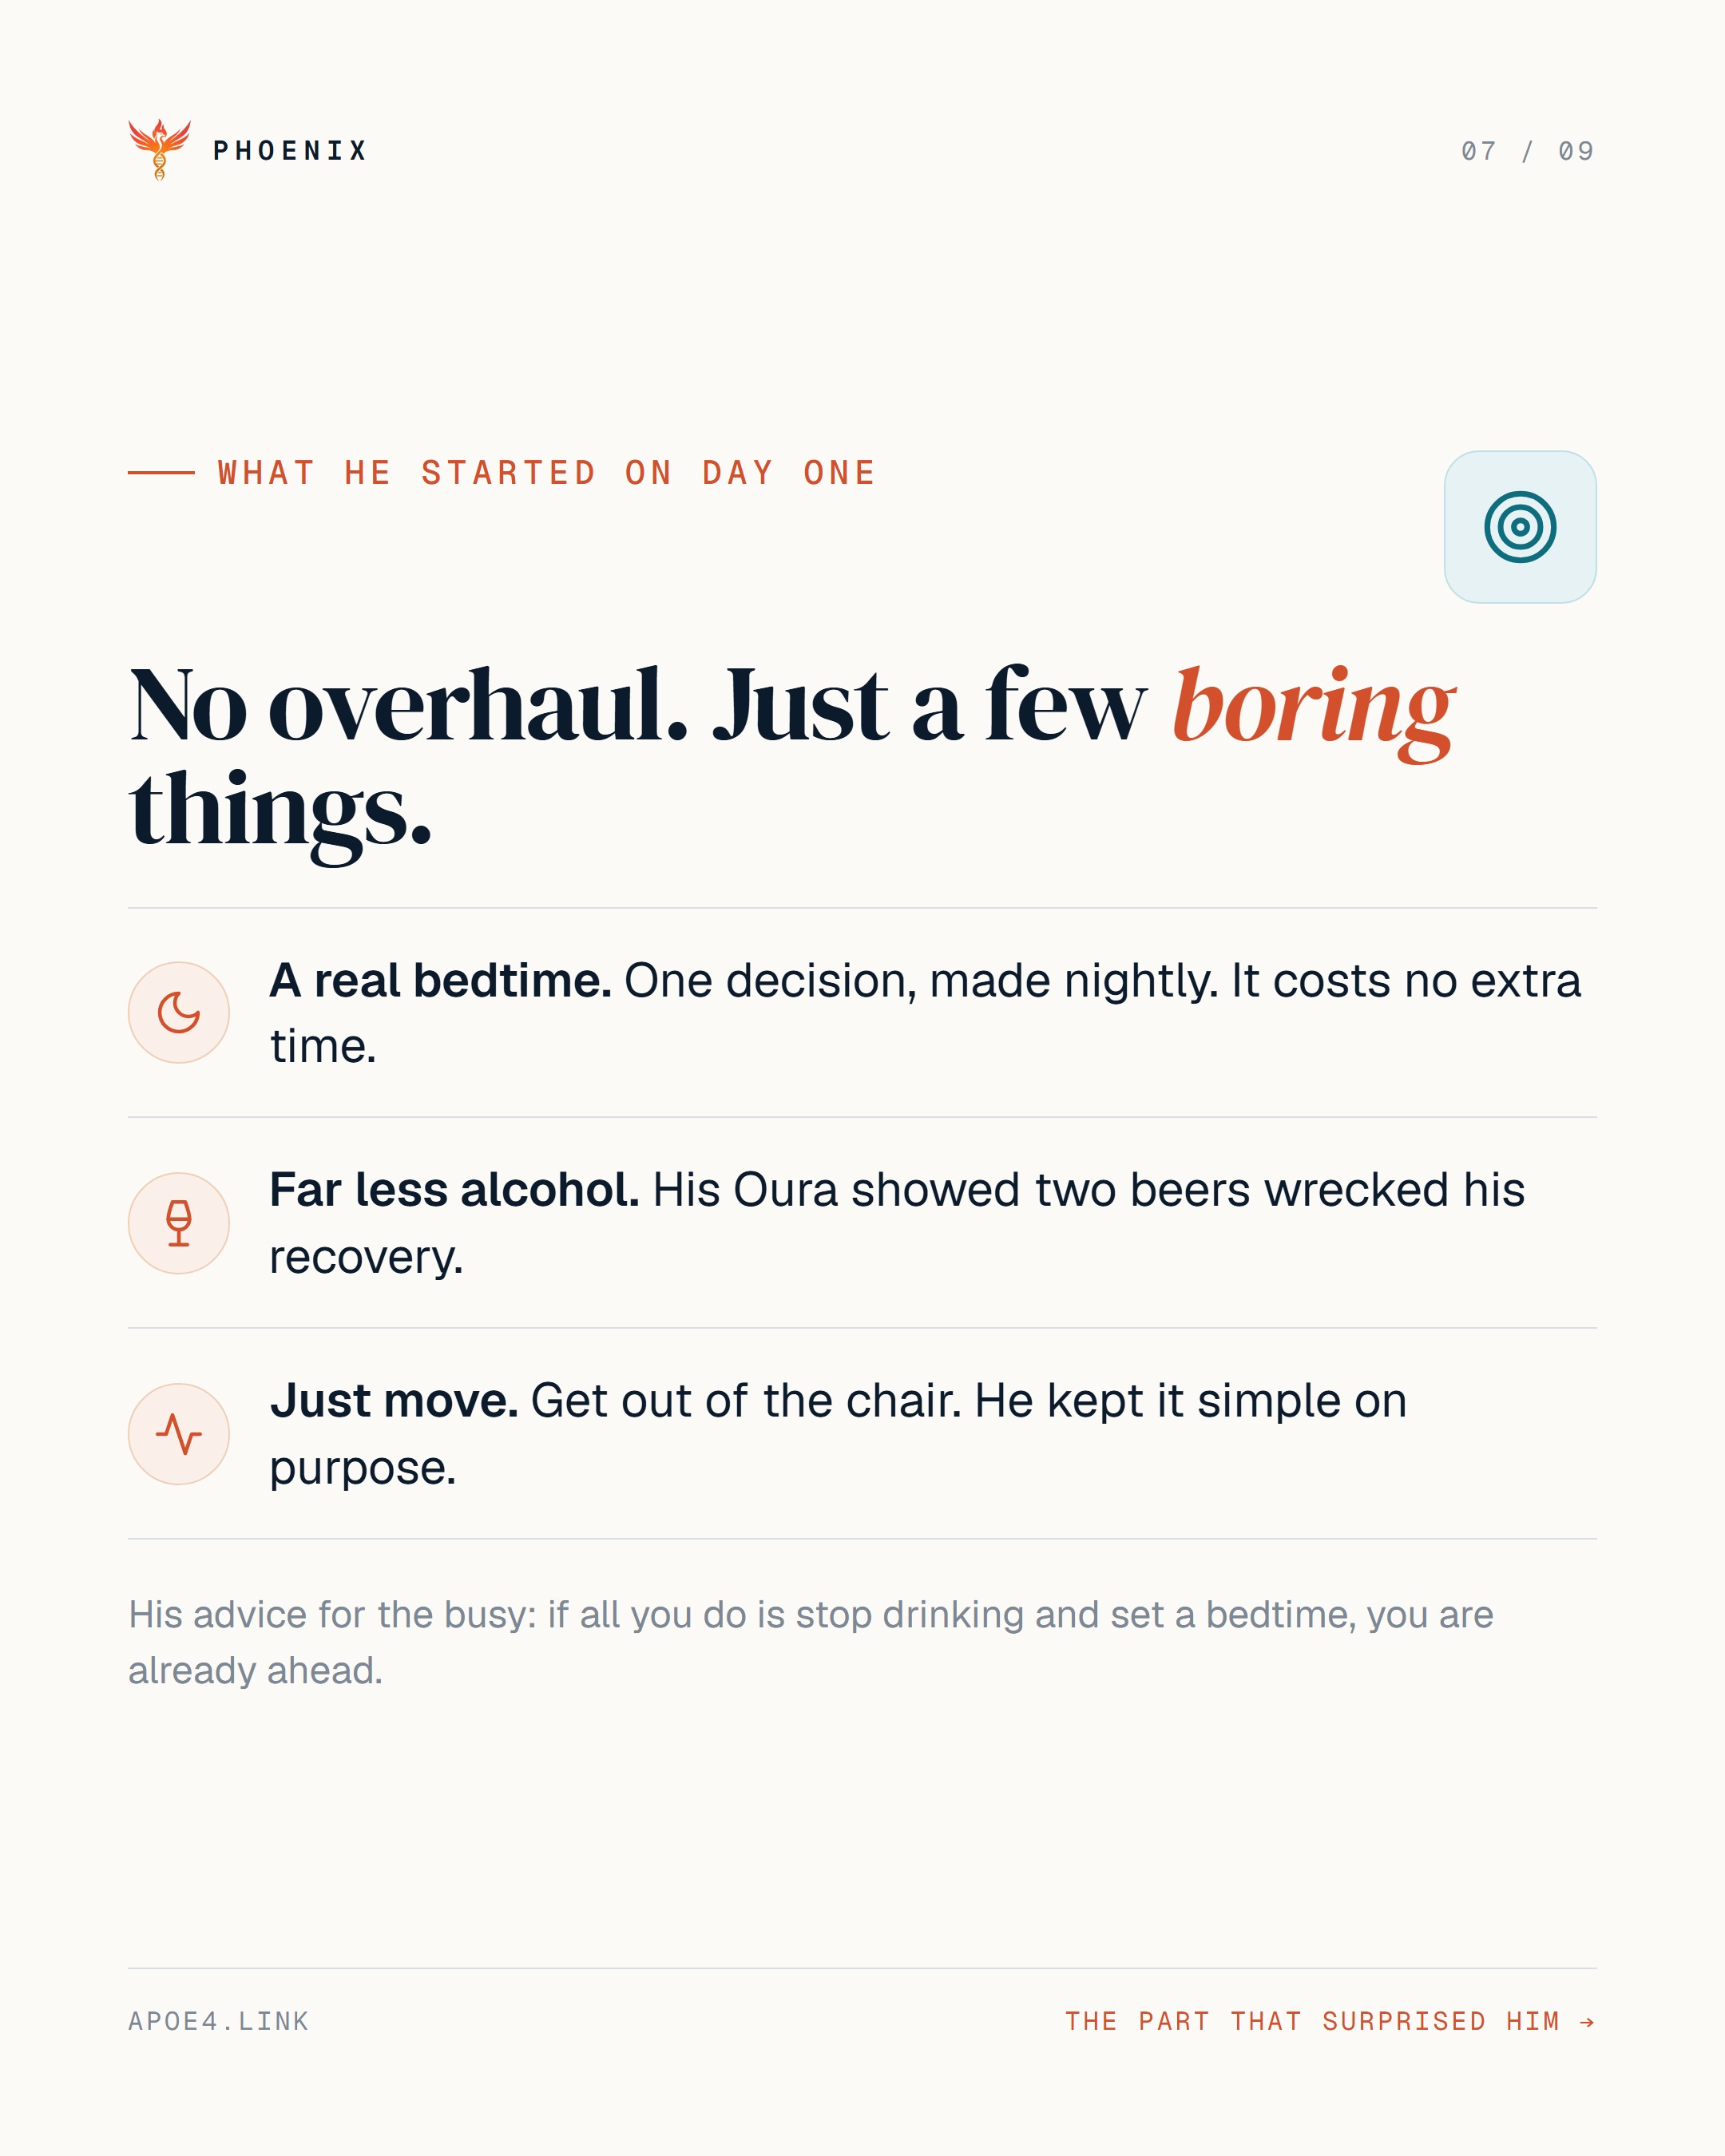 PHOENIX
07 / 09
WHAT HE STARTED ON DAY ONE
No overhaul. Just a few boring
things.
A real bedtime. One decision, made nightly. It costs no extra
time.
Far less alcohol. His Oura showed two beers wrecked his
recovery.
Just move. Get out of the chair. He kept it simple on
purpose.
His advice for the busy: if all you do is stop drinking and set a bedtime, you are
already ahead.
APOE4.LINK
THE PART THAT SURPRISED HIM →